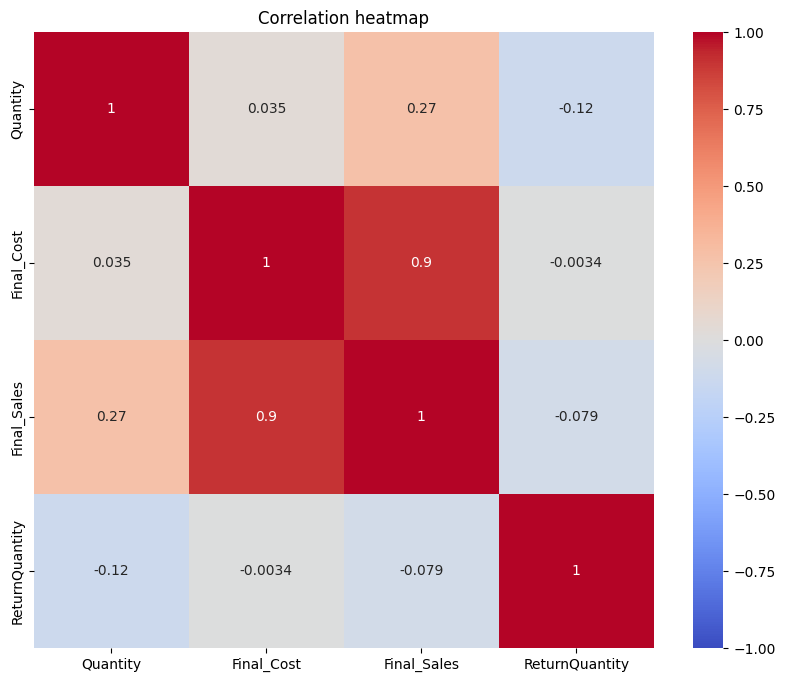 Correlation heatmap
Quantity
1
0.035
0.27
-0.12
Final_Cost
0.035
1
0.9
-0.0034
Final_Sales
0.27
0.9
1
-0.079
ReturnQuantity
-0.12
-0.0034
-0.079
1
Quantity
Final_Cost
Final_Sales
ReturnQuantity
1.00
0.75
0.50
0.25
0.00
−0.25
−0.50
−0.75
−1.00